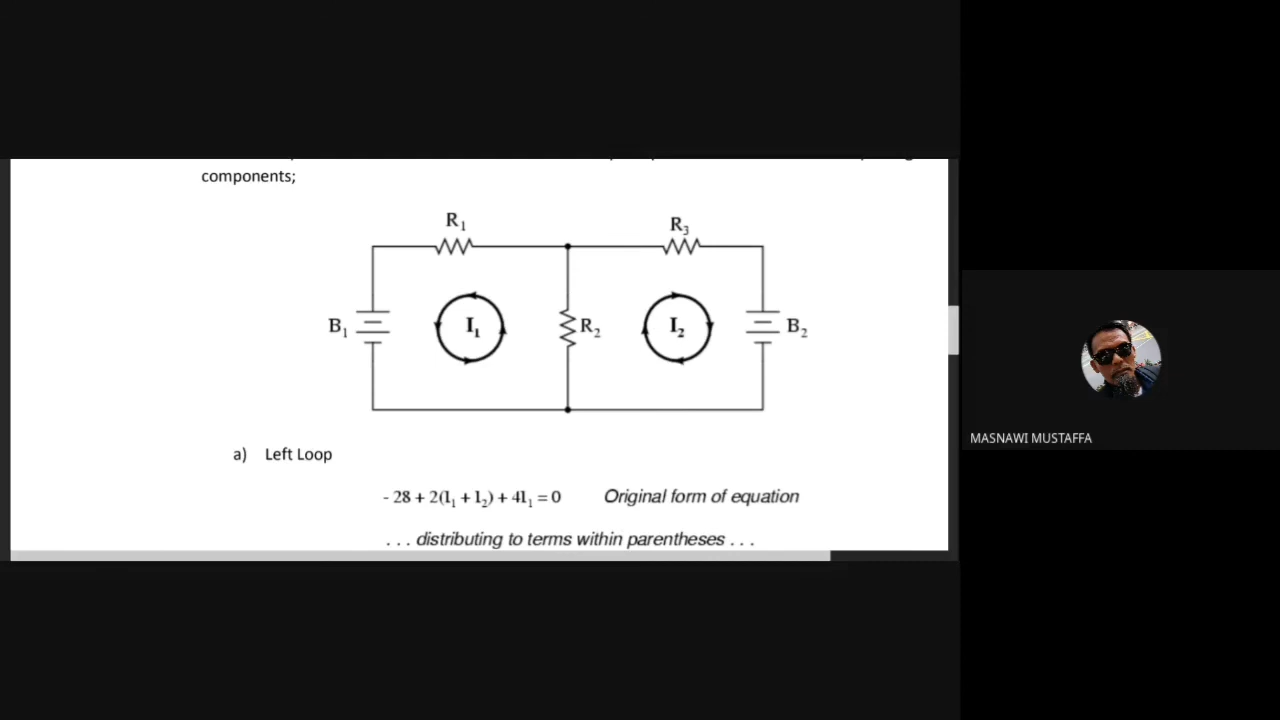 components;
R1
R3
B1
I1
R2
I2
B2
a) Left Loop
- 28 + 2(I1 + I2) + 4I1 = 0 Original form of equation
. . . distributing to terms within parentheses . . .
MASNAWI MUSTAFFA